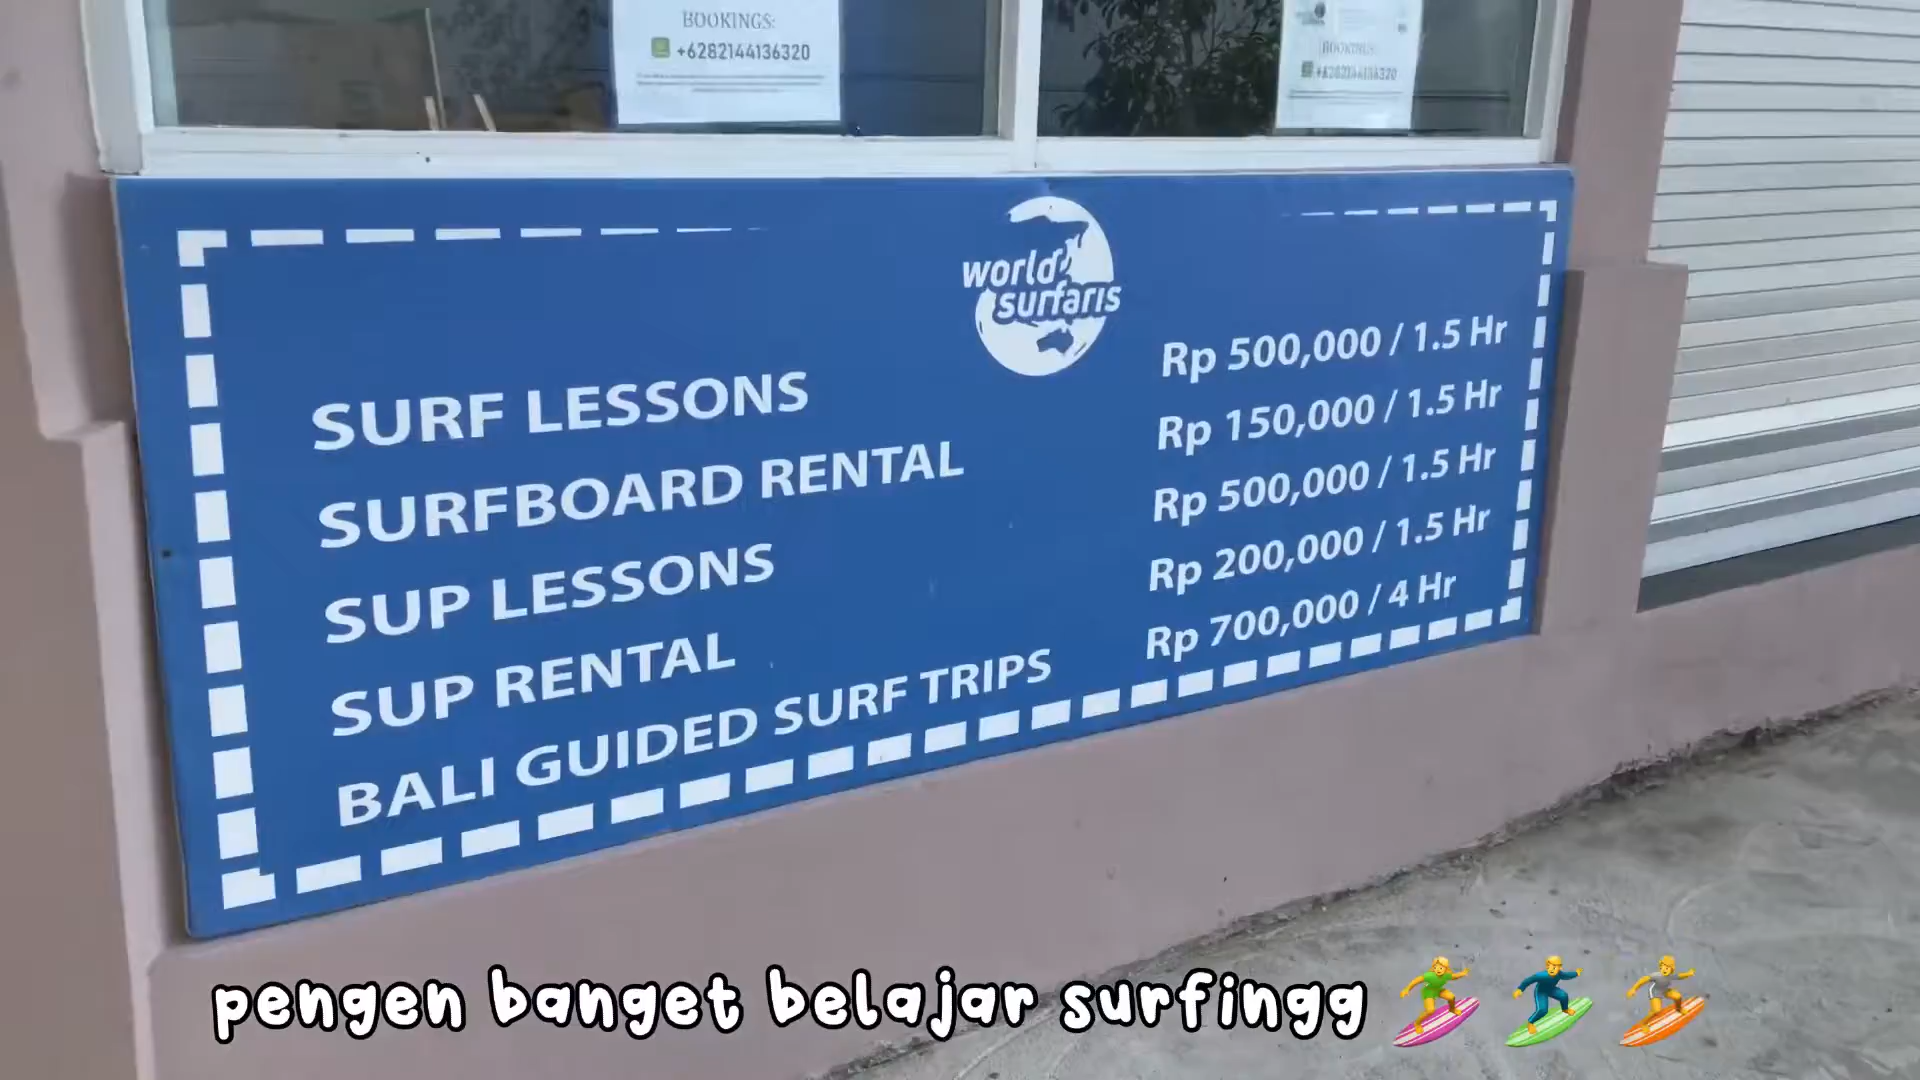 BOOKINGS:
+6282144136320
BOOKINGS:
+6282144136320
world
surfaris
SURF LESSONS Rp 500,000 / 1.5 Hr
SURFBOARD RENTAL Rp 150,000 / 1.5 Hr
SUP LESSONS Rp 500,000 / 1.5 Hr
SUP RENTAL Rp 200,000 / 1.5 Hr
BALI GUIDED SURF TRIPS Rp 700,000 / 4 Hr
pengen banget belajar surfingg 🏄‍♀️ 🏄‍♂️ 🏄